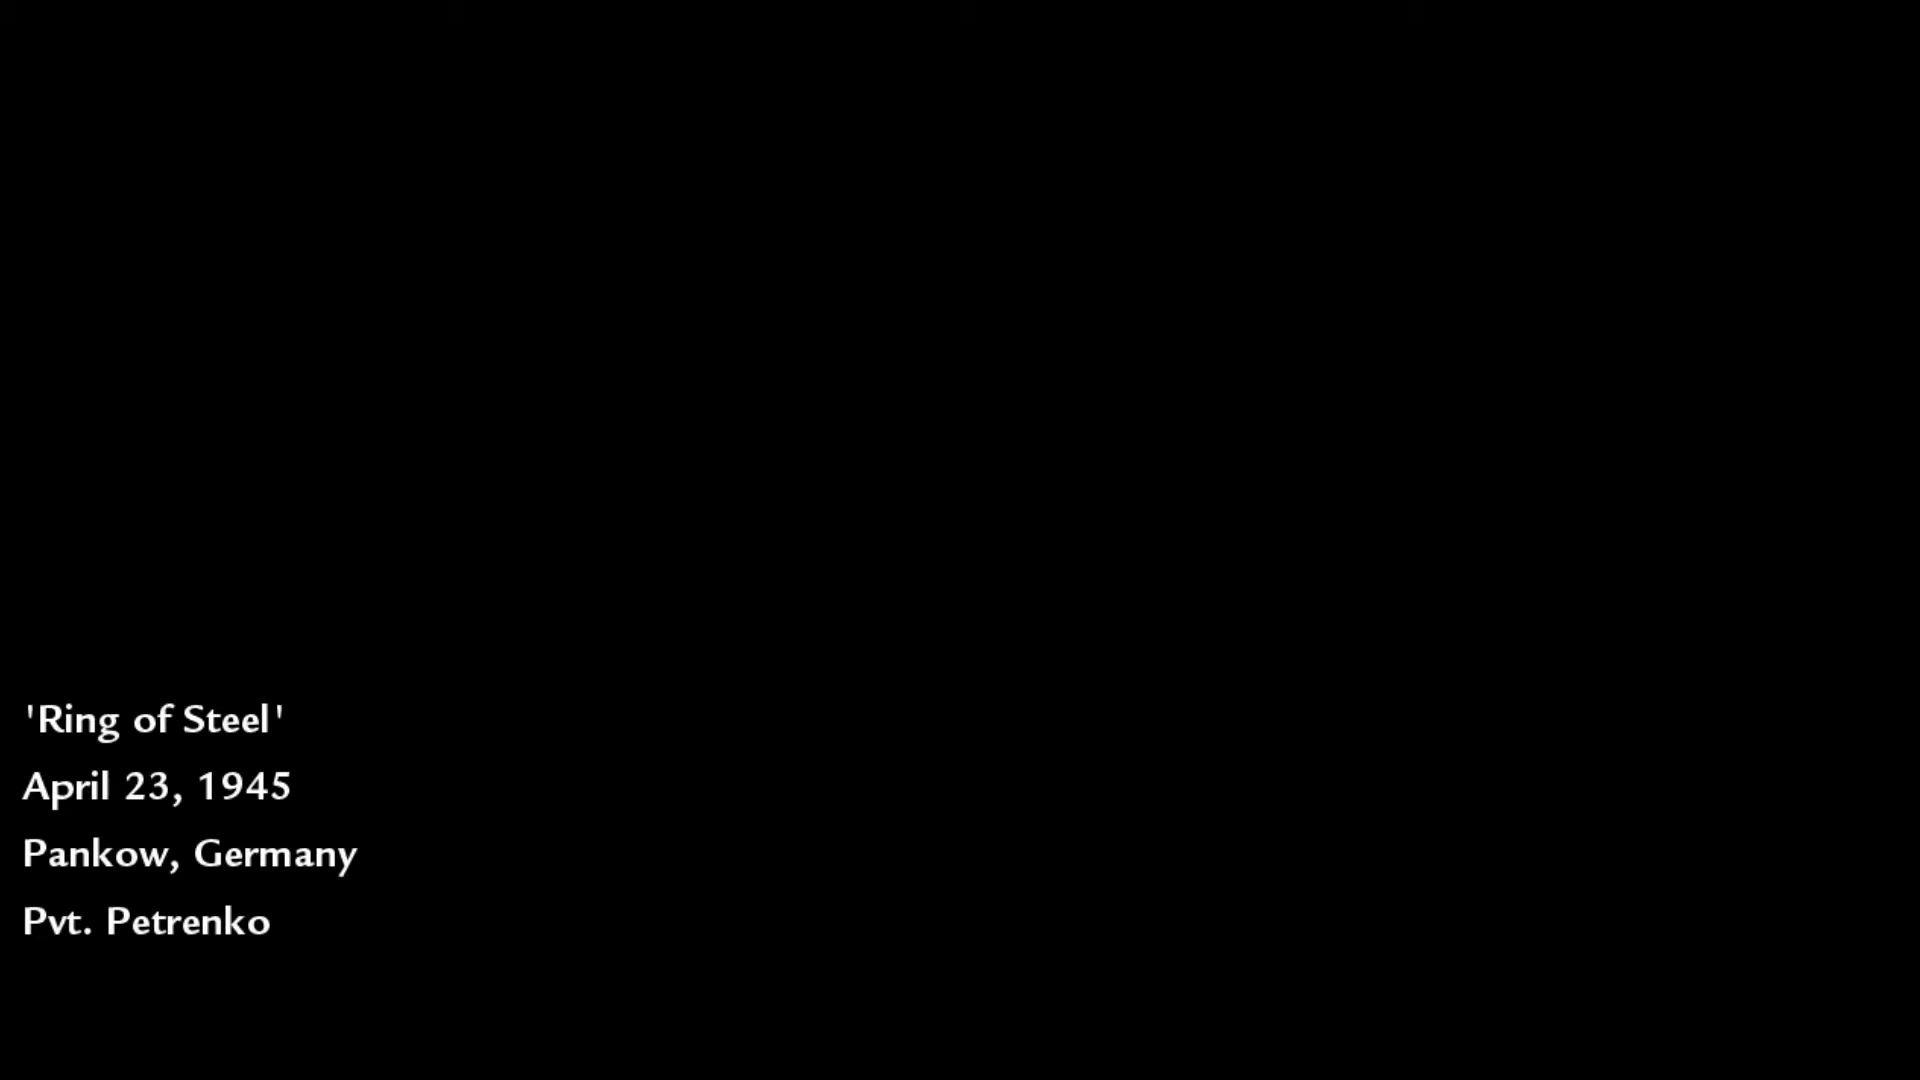 'Ring of Steel'
April 23, 1945
Pankow, Germany
Pvt. Petrenko